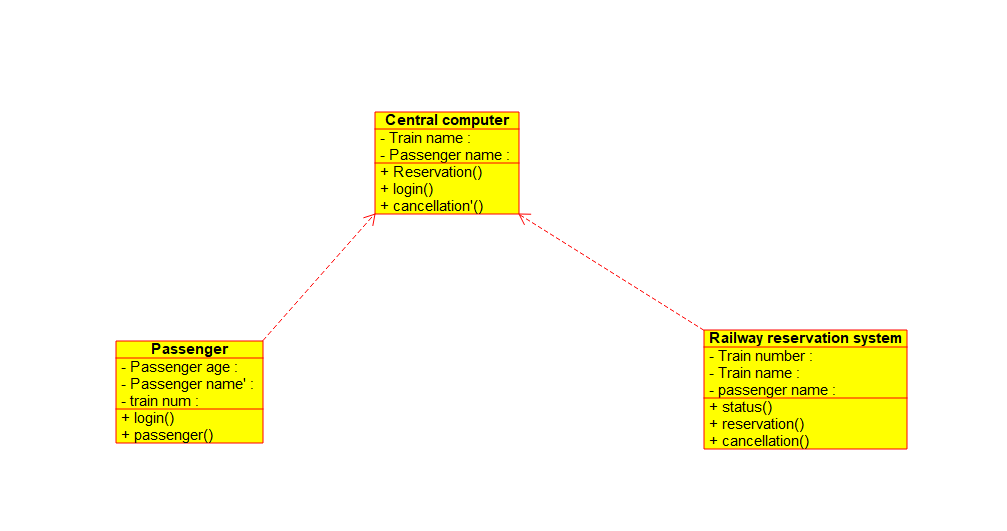 Central computer
- Train name :
- Passenger name :
+ Reservation()
+ login()
+ cancellation'()
Passenger
- Passenger age :
- Passenger name' :
- train num :
+ login()
+ passenger()
Railway reservation system
- Train number :
- Train name :
- passenger name :
+ status()
+ reservation()
+ cancellation()